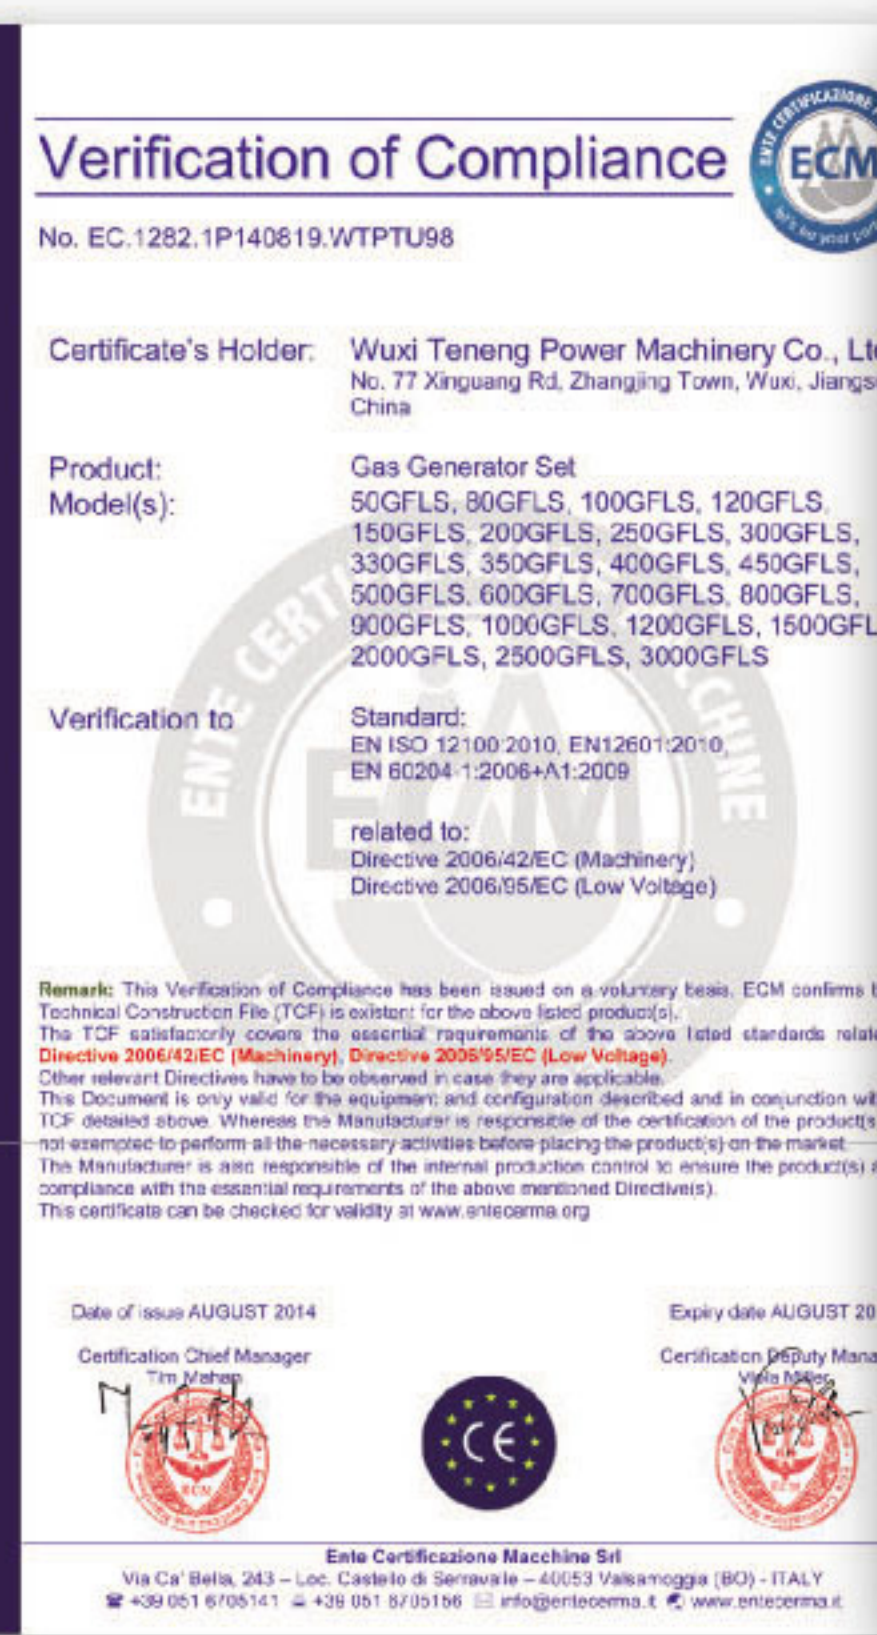 Verification of Compliance
ENTE CERTIFICAZIONE
ECM
No. EC.1282.1P140819.WTPTU98
Certificate's Holder: Wuxi Teneng Power Machinery Co., Lt
No. 77 Xinguang Rd, Zhangjing Town, Wuxi, Jiangs
China
Product: Gas Generator Set
Model(s): 50GFLS, 80GFLS, 100GFLS, 120GFLS,
150GFLS, 200GFLS, 250GFLS, 300GFLS,
330GFLS, 350GFLS, 400GFLS, 450GFLS,
500GFLS, 600GFLS, 700GFLS, 800GFLS,
900GFLS, 1000GFLS, 1200GFLS, 1500GFL
2000GFLS, 2500GFLS, 3000GFLS
Verification to Standard:
EN ISO 12100:2010, EN12601:2010,
EN 60204-1:2006+A1:2009
related to:
Directive 2006/42/EC (Machinery)
Directive 2006/95/EC (Low Voltage)
Remark: This Verification of Compliance has been issued on a voluntary basis. ECM confirms t
Technical Construction File (TCF) is existent for the above listed product(s).
The TCF satisfactorily covers the essential requirements of the above listed standards relate
Directive 2006/42/EC (Machinery), Directive 2006/95/EC (Low Voltage).
Other relevant Directives have to be observed in case they are applicable.
This Document is only valid for the equipment and configuration described and in conjunction wit
TCF detailed above. Whereas the Manufacturer is responsible of the certification of the product(s
not exempted to perform all the necessary activities before placing the product(s) on the market.
The Manufacturer is also responsible of the internal production control to ensure the product(s) a
compliance with the essential requirements of the above mentioned Directive(s).
This certificate can be checked for validity at www.entecerma.org
Date of issue AUGUST 2014 Expiry date AUGUST 20
Certification Chief Manager Certification Deputy Mana
Tim Mahan Viola Miller
CE
ECM
ECM
Ente Certificazione Macchine Srl
Via Ca' Bella, 243 – Loc. Castello di Serravalle – 40053 Valsamoggia (BO) - ITALY
+39 051 6705141 +39 051 6705156 info@entecerma.it www.entecerma.it